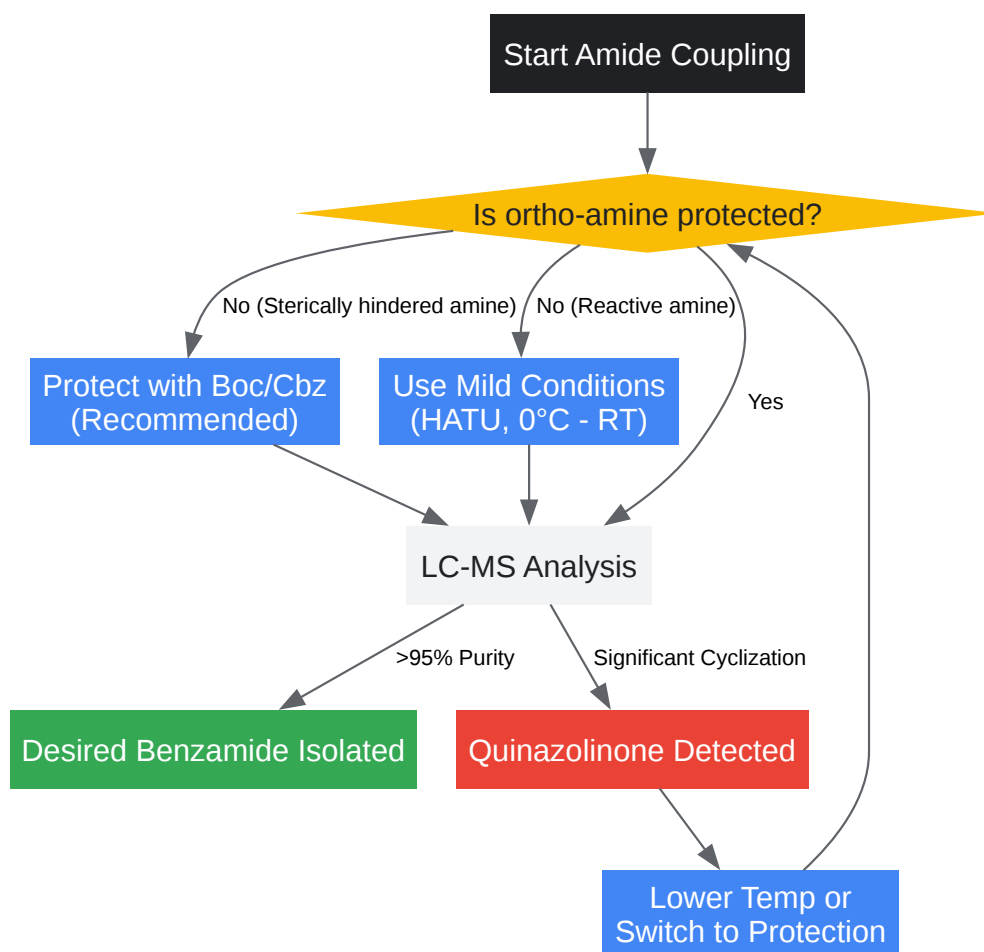 Start Amide Coupling
Is ortho-amine protected?
No (Sterically hindered amine)
No (Reactive amine)
Protect with Boc/Cbz
(Recommended)
Use Mild Conditions
(HATU, 0°C - RT)
Yes
LC-MS Analysis
>95% Purity
Significant Cyclization
Desired Benzamide Isolated
Quinazolinone Detected
Lower Temp or
Switch to Protection